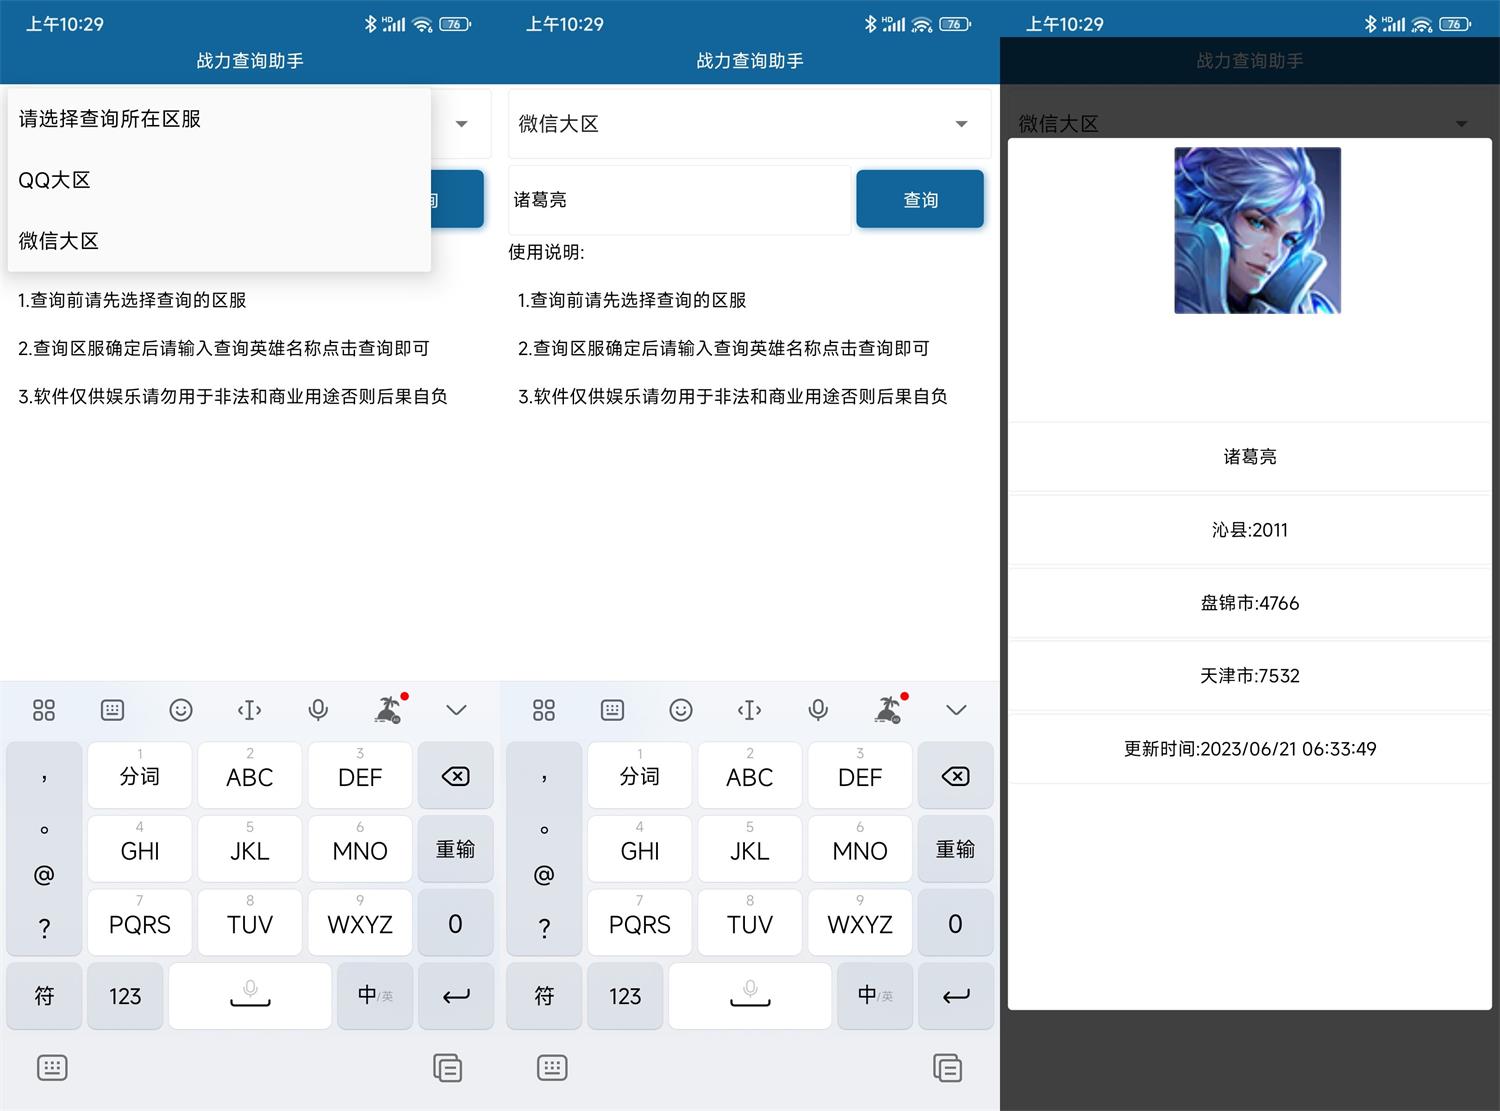 上午10:29
HD
76
战力查询助手
请选择查询所在区服
QQ大区
微信大区
询
1.查询前请先选择查询的区服
2.查询区服确定后请输入查询英雄名称点击查询即可
3.软件仅供娱乐请勿用于非法和商业用途否则后果自负
,
。
@
?
1
分词
2
ABC
3
DEF
4
GHI
5
JKL
6
MNO
重输
7
PQRS
8
TUV
9
WXYZ
0
符
123
中/英
上午10:29
HD
76
战力查询助手
微信大区
诸葛亮
查询
使用说明:
1.查询前请先选择查询的区服
2.查询区服确定后请输入查询英雄名称点击查询即可
3.软件仅供娱乐请勿用于非法和商业用途否则后果自负
,
。
@
?
1
分词
2
ABC
3
DEF
4
GHI
5
JKL
6
MNO
重输
7
PQRS
8
TUV
9
WXYZ
0
符
123
中/英
上午10:29
HD
76
战力查询助手
微信大区
诸葛亮
沁县:2011
盘锦市:4766
天津市:7532
更新时间:2023/06/21 06:33:49